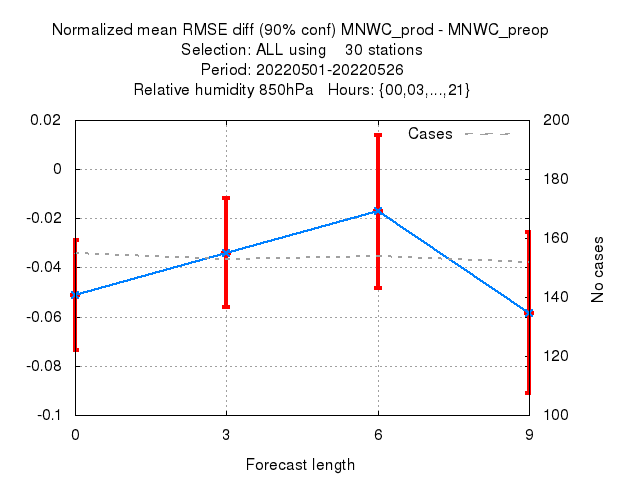 Normalized mean RMSE diff (90% conf) MNWC_prod - MNWC_preop
Selection: ALL using    30 stations
Period: 20220501-20220526
Relative humidity 850hPa   Hours: {00,03,...,21}
Cases
0.02
0
-0.02
-0.04
-0.06
-0.08
-0.1
200
180
160
140
120
100
No cases
0
3
6
9
Forecast length